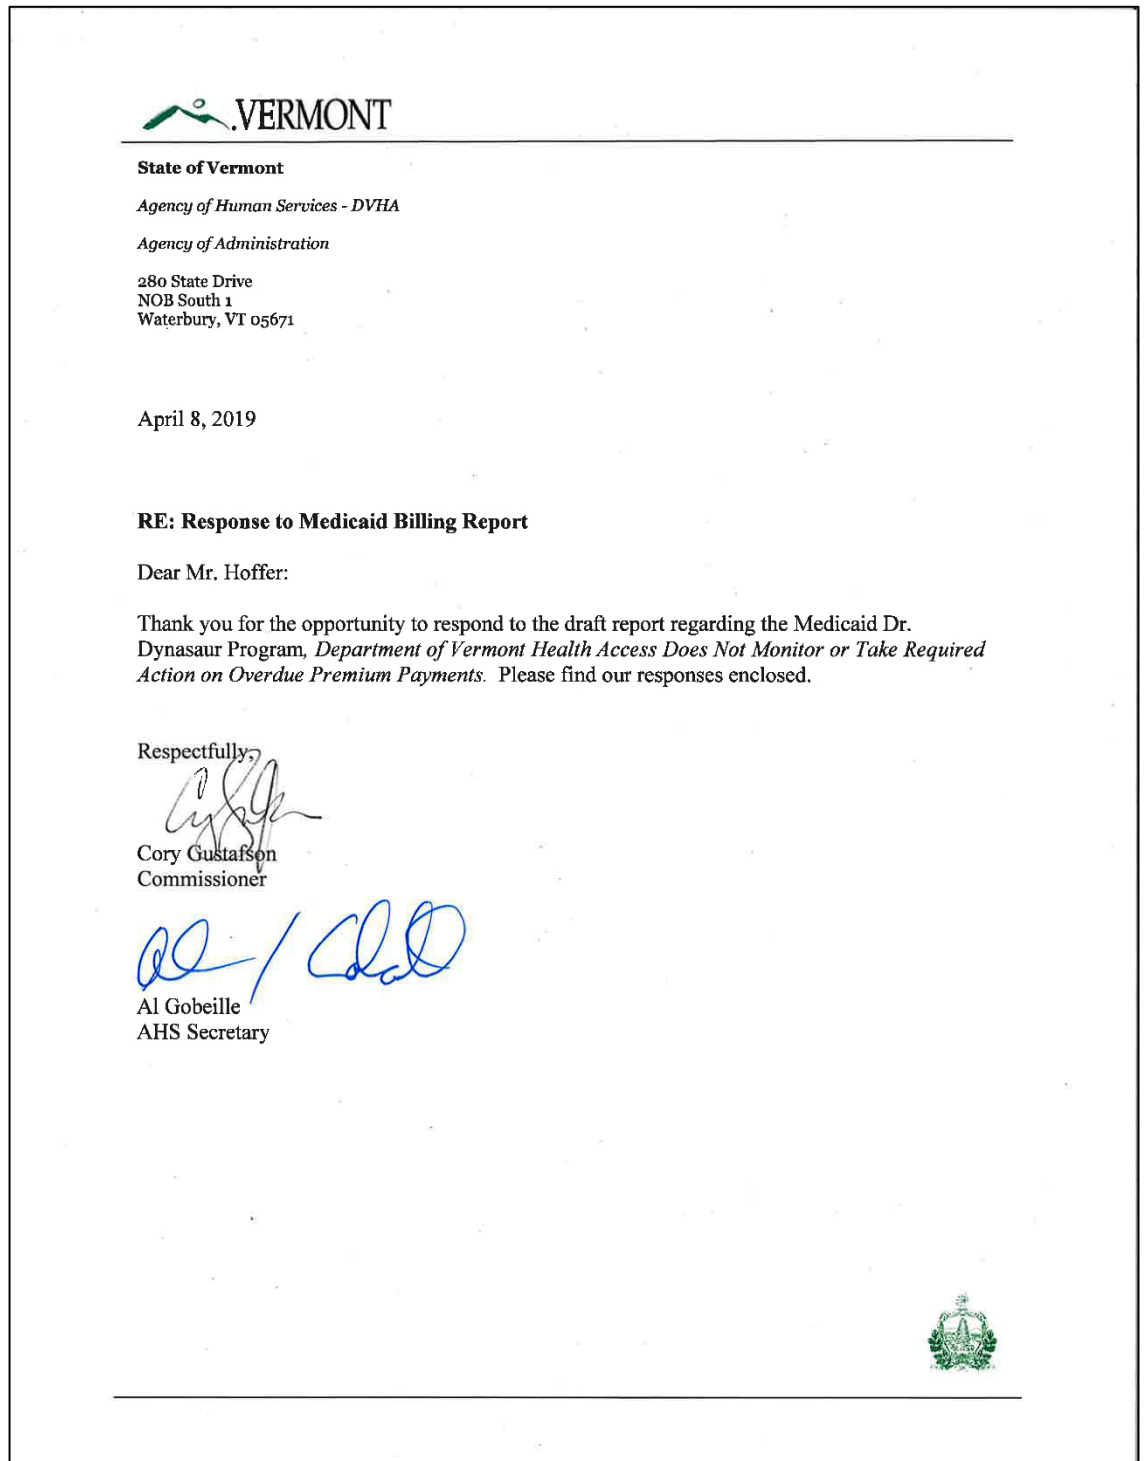 .VERMONT
State of Vermont
Agency of Human Services - DVHA
Agency of Administration
280 State Drive
NOB South 1
Waterbury, VT 05671
April 8, 2019
RE: Response to Medicaid Billing Report
Dear Mr. Hoffer:
Thank you for the opportunity to respond to the draft report regarding the Medicaid Dr.
Dynasaur Program, Department of Vermont Health Access Does Not Monitor or Take Required
Action on Overdue Premium Payments. Please find our responses enclosed.
Respectfully,
Cory Gustafson
Commissioner
Al Gobeille
AHS Secretary